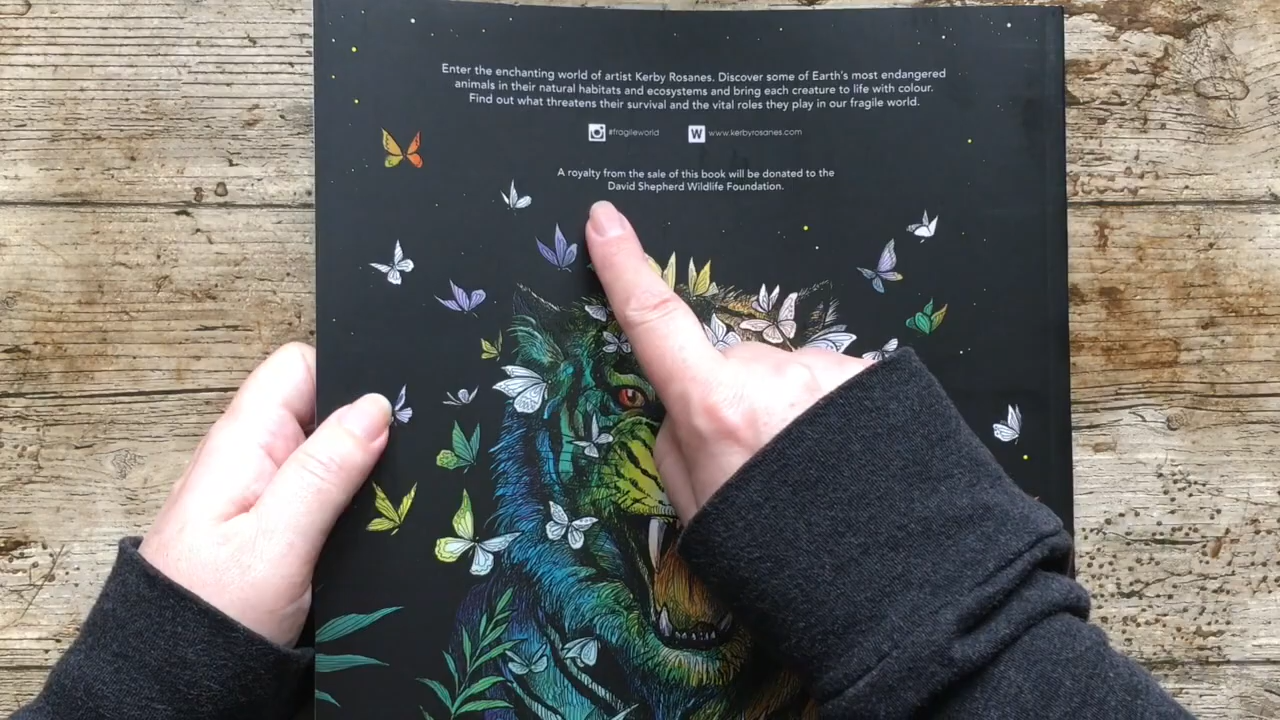 Enter the enchanting world of artist Kerby Rosanes. Discover some of Earth's most endangered
animals in their natural habitats and ecosystems and bring each creature to life with colour.
Find out what threatens their survival and the vital roles they play in our fragile world.
#fragileworld W www.kerbyrosanes.com
A royalty from the sale of this book will be donated to the
David Shepherd Wildlife Foundation.